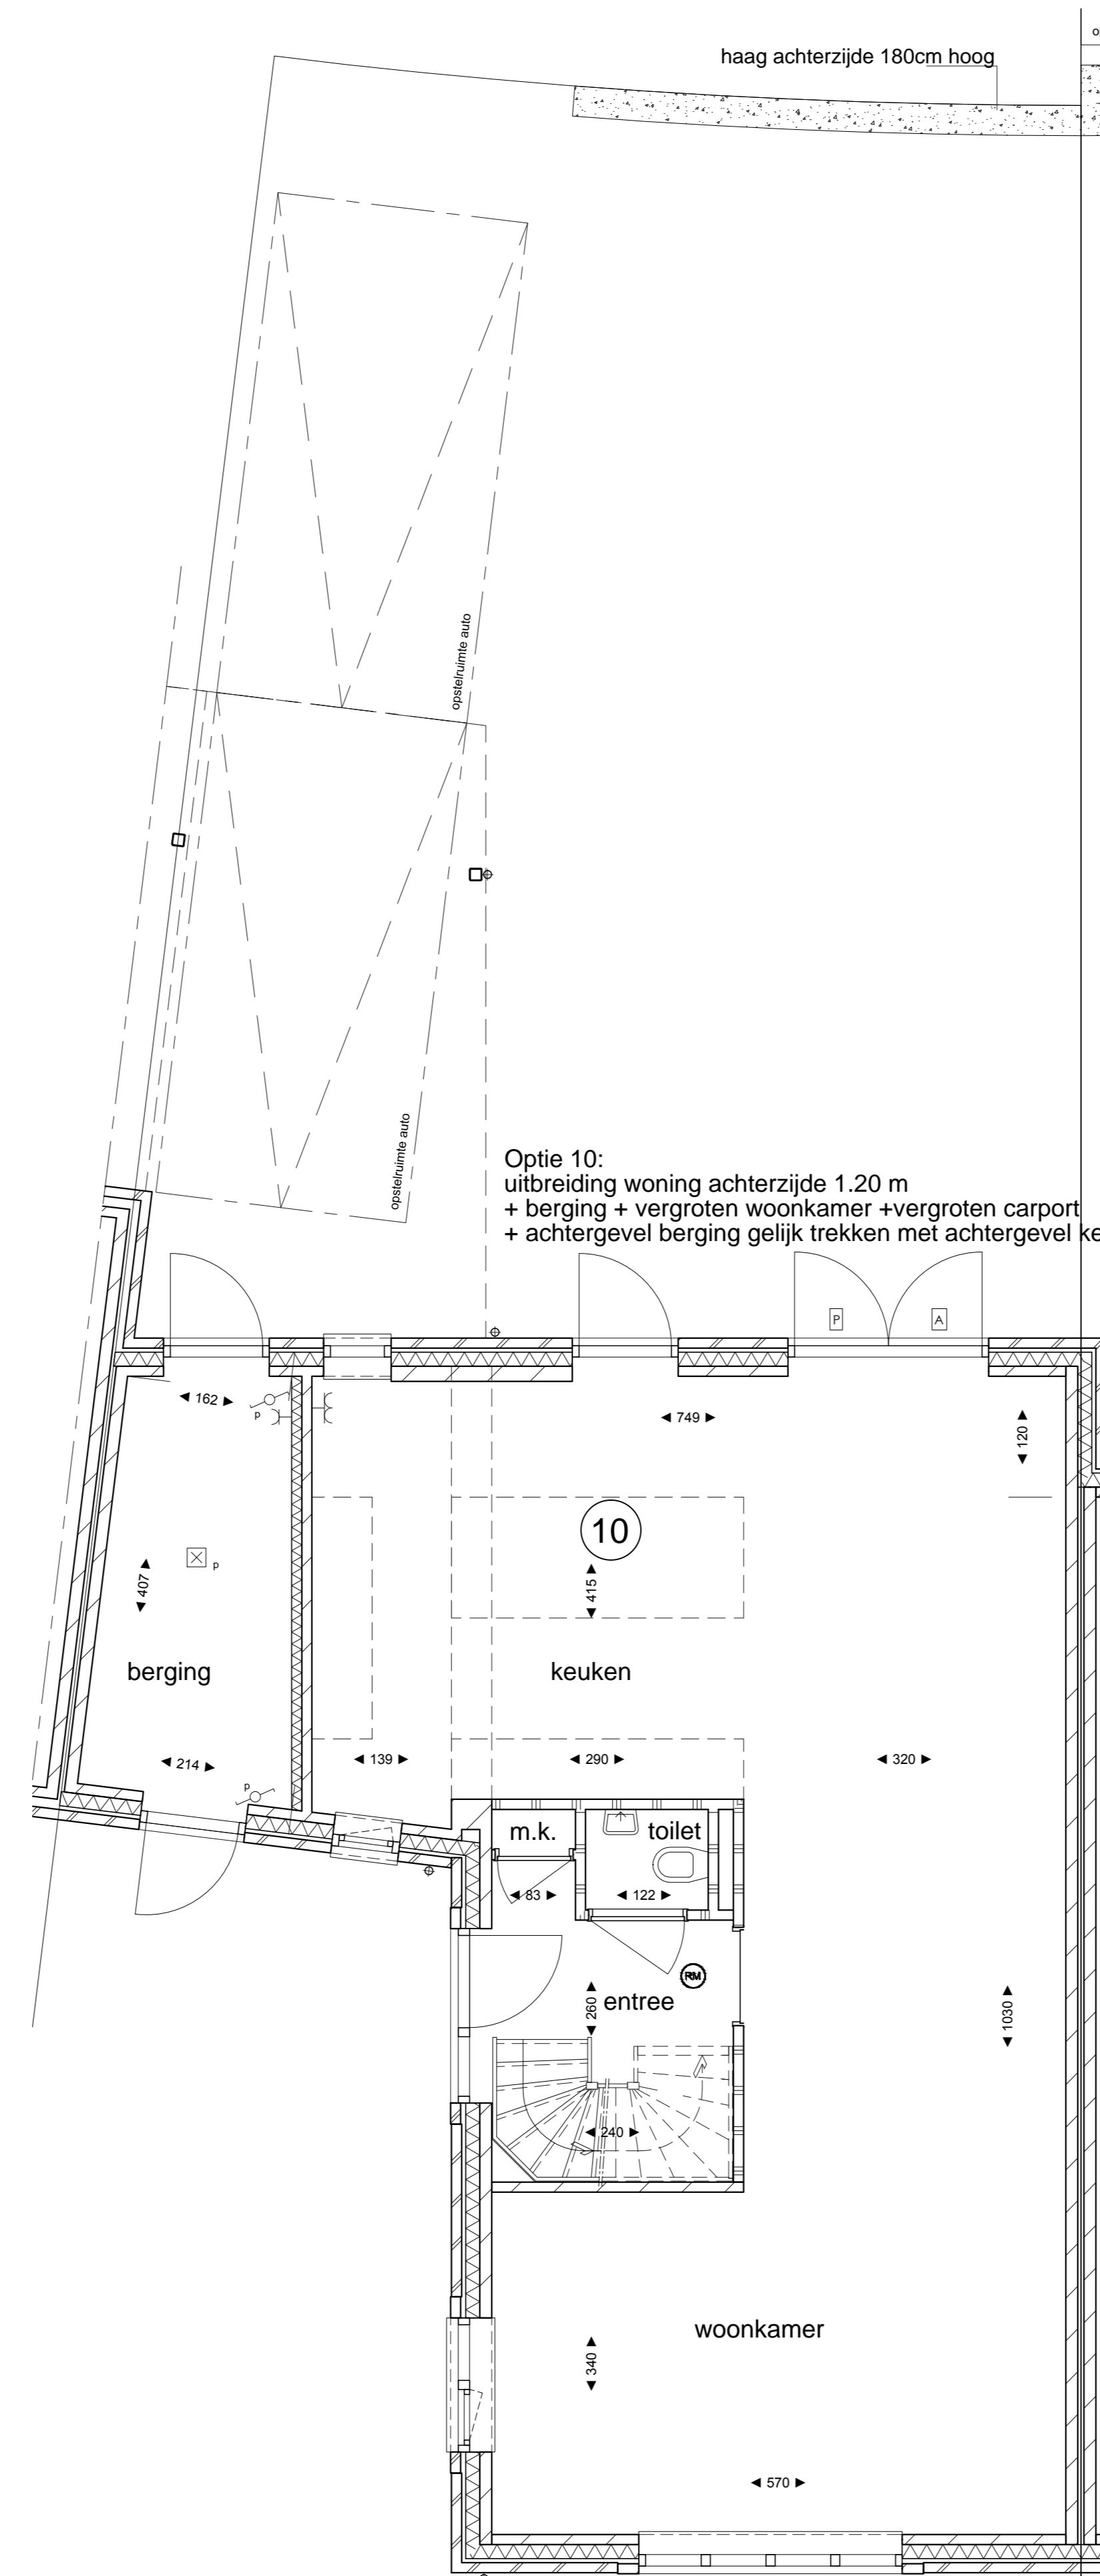 haag achterzijde 180cm hoog
opstelruimte auto
opstelruimte auto
Optie 10:
uitbreiding woning achterzijde 1.20 m
+ berging + vergroten woonkamer +vergroten carport
+ achtergevel berging gelijk trekken met achtergevel
P
A
162
p
749
120
10
p
407
415
berging
keuken
214
p
139
290
320
m.k.
toilet
83
122
RM
entree
260
1030
240
woonkamer
340
570